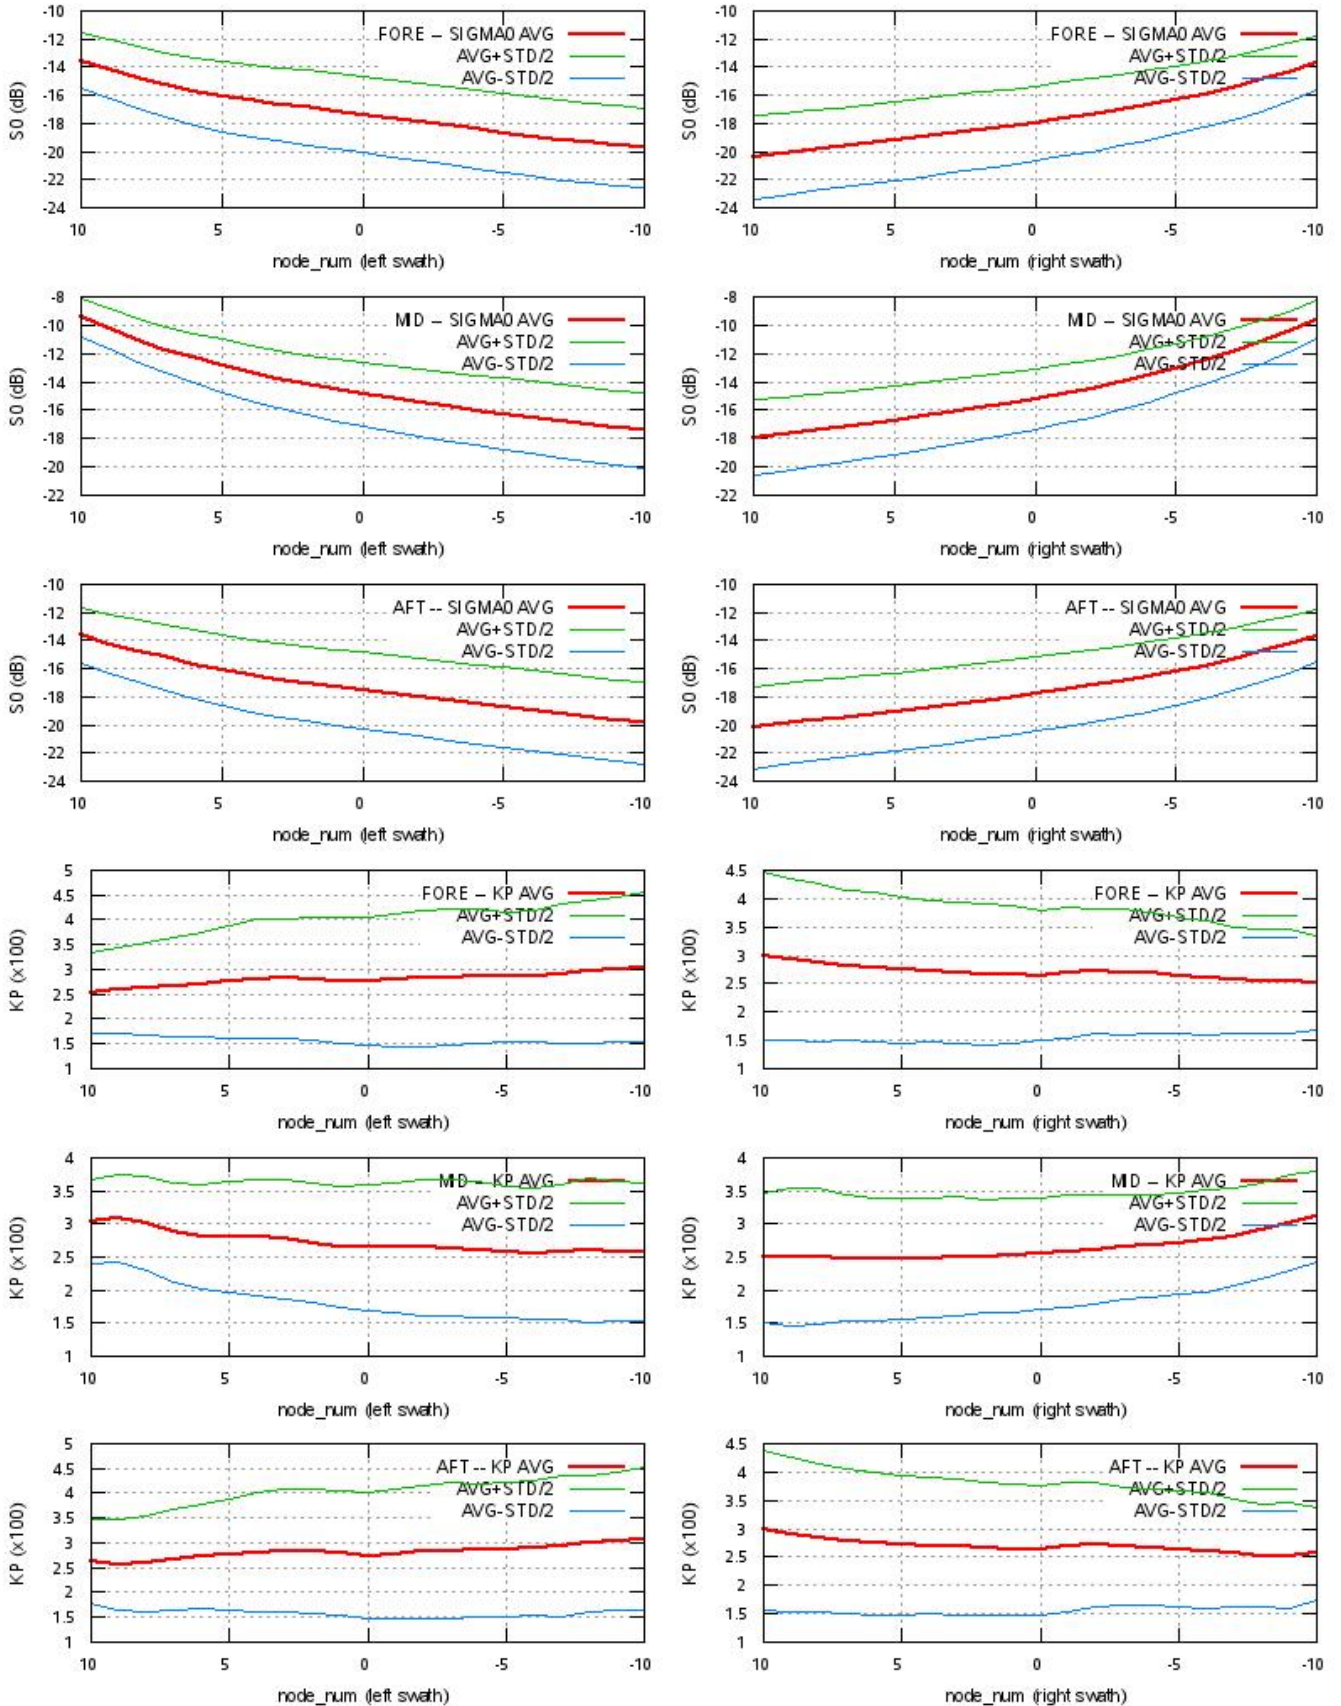 -10
-12
-14
-16
-18
-20
-22
-24
S0 (dB)
FORE -- SIGMA0 AVG
AVG+STD/2
AVG-STD/2
10 5 0 -5 -10
node_num (left swath)
-10
-12
-14
-16
-18
-20
-22
-24
S0 (dB)
FORE -- SIGMA0 AVG
AVG+STD/2
AVG-STD/2
10 5 0 -5 -10
node_num (right swath)
-8
-10
-12
-14
-16
-18
-20
-22
S0 (dB)
MID -- SIGMA0 AVG
AVG+STD/2
AVG-STD/2
10 5 0 -5 -10
node_num (left swath)
-8
-10
-12
-14
-16
-18
-20
-22
S0 (dB)
MID -- SIGMA0 AVG
AVG+STD/2
AVG-STD/2
10 5 0 -5 -10
node_num (right swath)
-10
-12
-14
-16
-18
-20
-22
-24
S0 (dB)
AFT -- SIGMA0 AVG
AVG+STD/2
AVG-STD/2
10 5 0 -5 -10
node_num (left swath)
-10
-12
-14
-16
-18
-20
-22
-24
S0 (dB)
AFT -- SIGMA0 AVG
AVG+STD/2
AVG-STD/2
10 5 0 -5 -10
node_num (right swath)
5
4.5
4
3.5
3
2.5
2
1.5
1
KP (x100)
FORE -- KP AVG
AVG+STD/2
AVG-STD/2
10 5 0 -5 -10
node_num (left swath)
4.5
4
3.5
3
2.5
2
1.5
1
KP (x100)
FORE -- KP AVG
AVG+STD/2
AVG-STD/2
10 5 0 -5 -10
node_num (right swath)
4
3.5
3
2.5
2
1.5
1
KP (x100)
MID -- KP AVG
AVG+STD/2
AVG-STD/2
10 5 0 -5 -10
node_num (left swath)
4
3.5
3
2.5
2
1.5
1
KP (x100)
MID -- KP AVG
AVG+STD/2
AVG-STD/2
10 5 0 -5 -10
node_num (right swath)
5
4.5
4
3.5
3
2.5
2
1.5
1
KP (x100)
AFT -- KP AVG
AVG+STD/2
AVG-STD/2
10 5 0 -5 -10
node_num (left swath)
4.5
4
3.5
3
2.5
2
1.5
1
KP (x100)
AFT -- KP AVG
AVG+STD/2
AVG-STD/2
10 5 0 -5 -10
node_num (right swath)